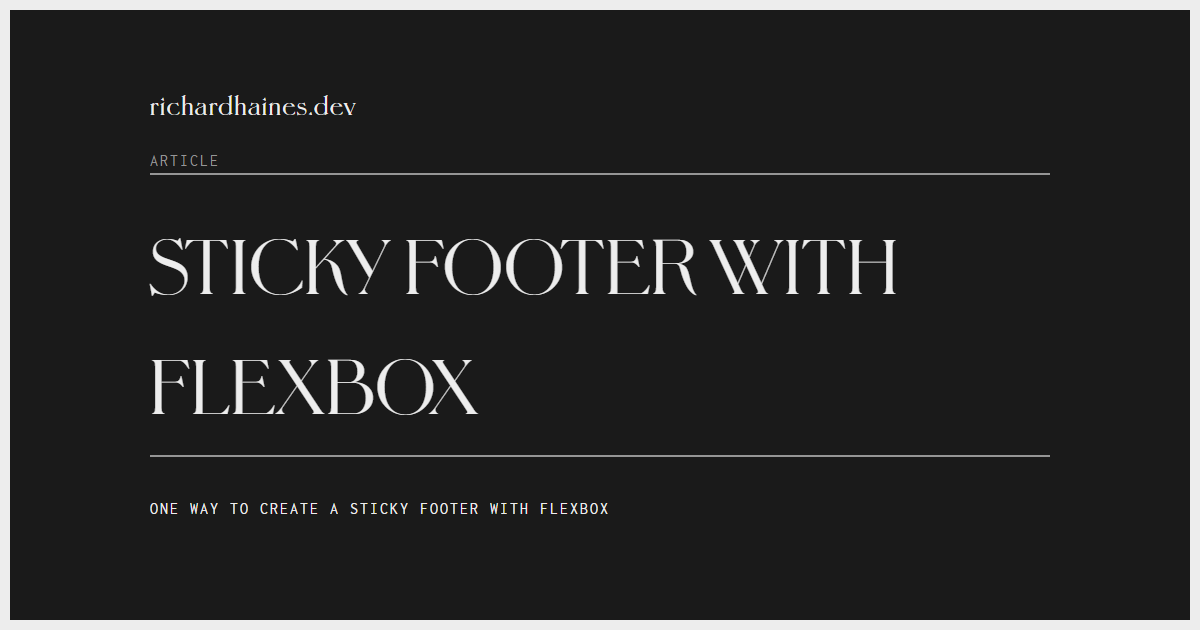 richardhaines.dev
ARTICLE
STICKY FOOTER WITH
FLEXBOX
ONE WAY TO CREATE A STICKY FOOTER WITH FLEXBOX